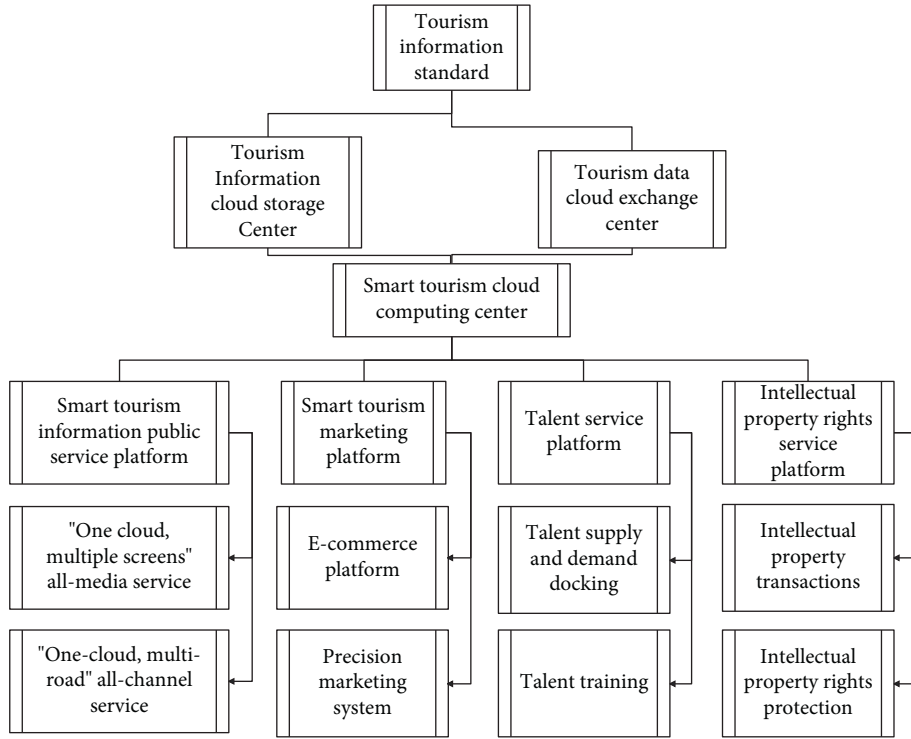 Tourism
information
standard
Tourism
Information
cloud storage
Center
Tourism data
cloud exchange
center
Smart tourism cloud
computing center
Smart tourism
information public
service platform
Smart tourism
marketing
platform
Talent service
platform
Intellectual
property rights
service
platform
"One cloud,
multiple screens"
all-media service
E-commerce
platform
Talent supply
and demand
docking
Intellectual
property
transactions
"One-cloud, multi-
road" all-channel
service
Precision
marketing
system
Talent training
Intellectual
property rights
protection